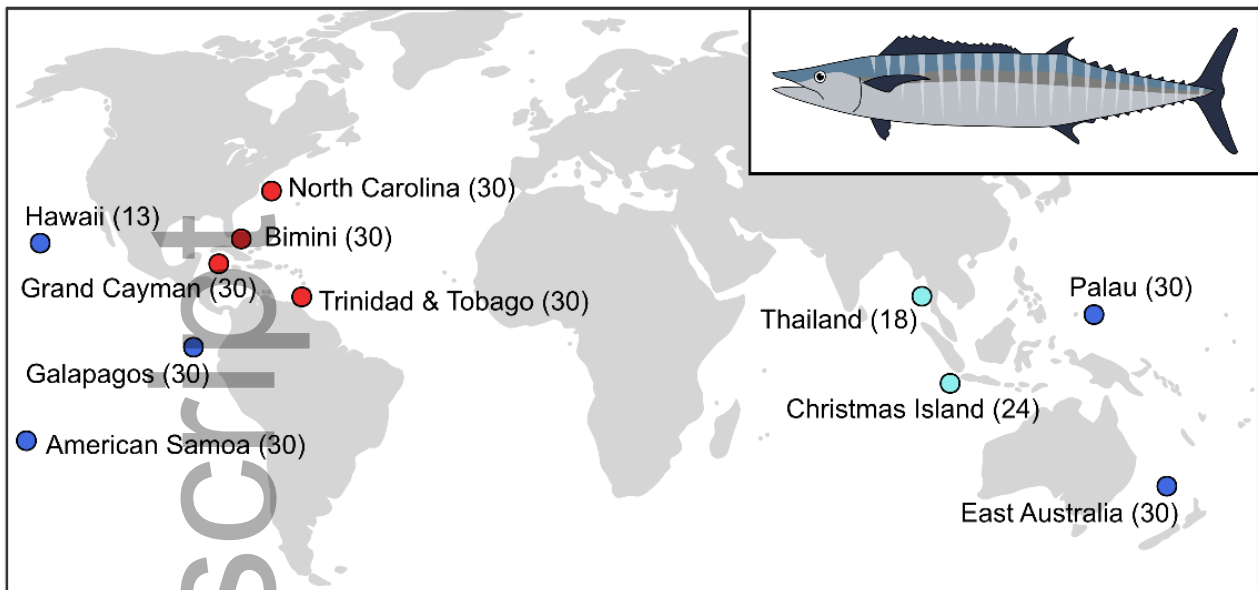 North Carolina (30)
Hawaii (13)
Bimini (30)
Grand Cayman (30)
Trinidad & Tobago (30)
Palau (30)
Thailand (18)
Galapagos (30)
Christmas Island (24)
American Samoa (30)
East Australia (30)
script